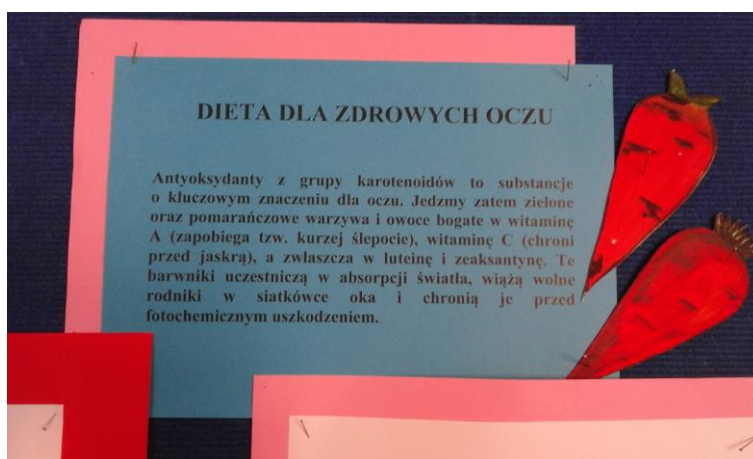 DIETA DLA ZDROWYCH OCZU
Antyoksydanty z grupy karotenoidów to substancje
o kluczowym znaczeniu dla oczu. Jedzmy zatem zielone
oraz pomarańczowe warzywa i owoce bogate w witaminę
A (zapobiega tzw. kurzej ślepocie), witaminę C (chroni
przed jaskrą), a zwłaszcza w luteinę i zeaksantynę. Te
barwniki uczestniczą w absorpcji światła, wiążą wolne
rodniki w siatkówce oka i chronią je przed
fotochemicznym uszkodzeniem.